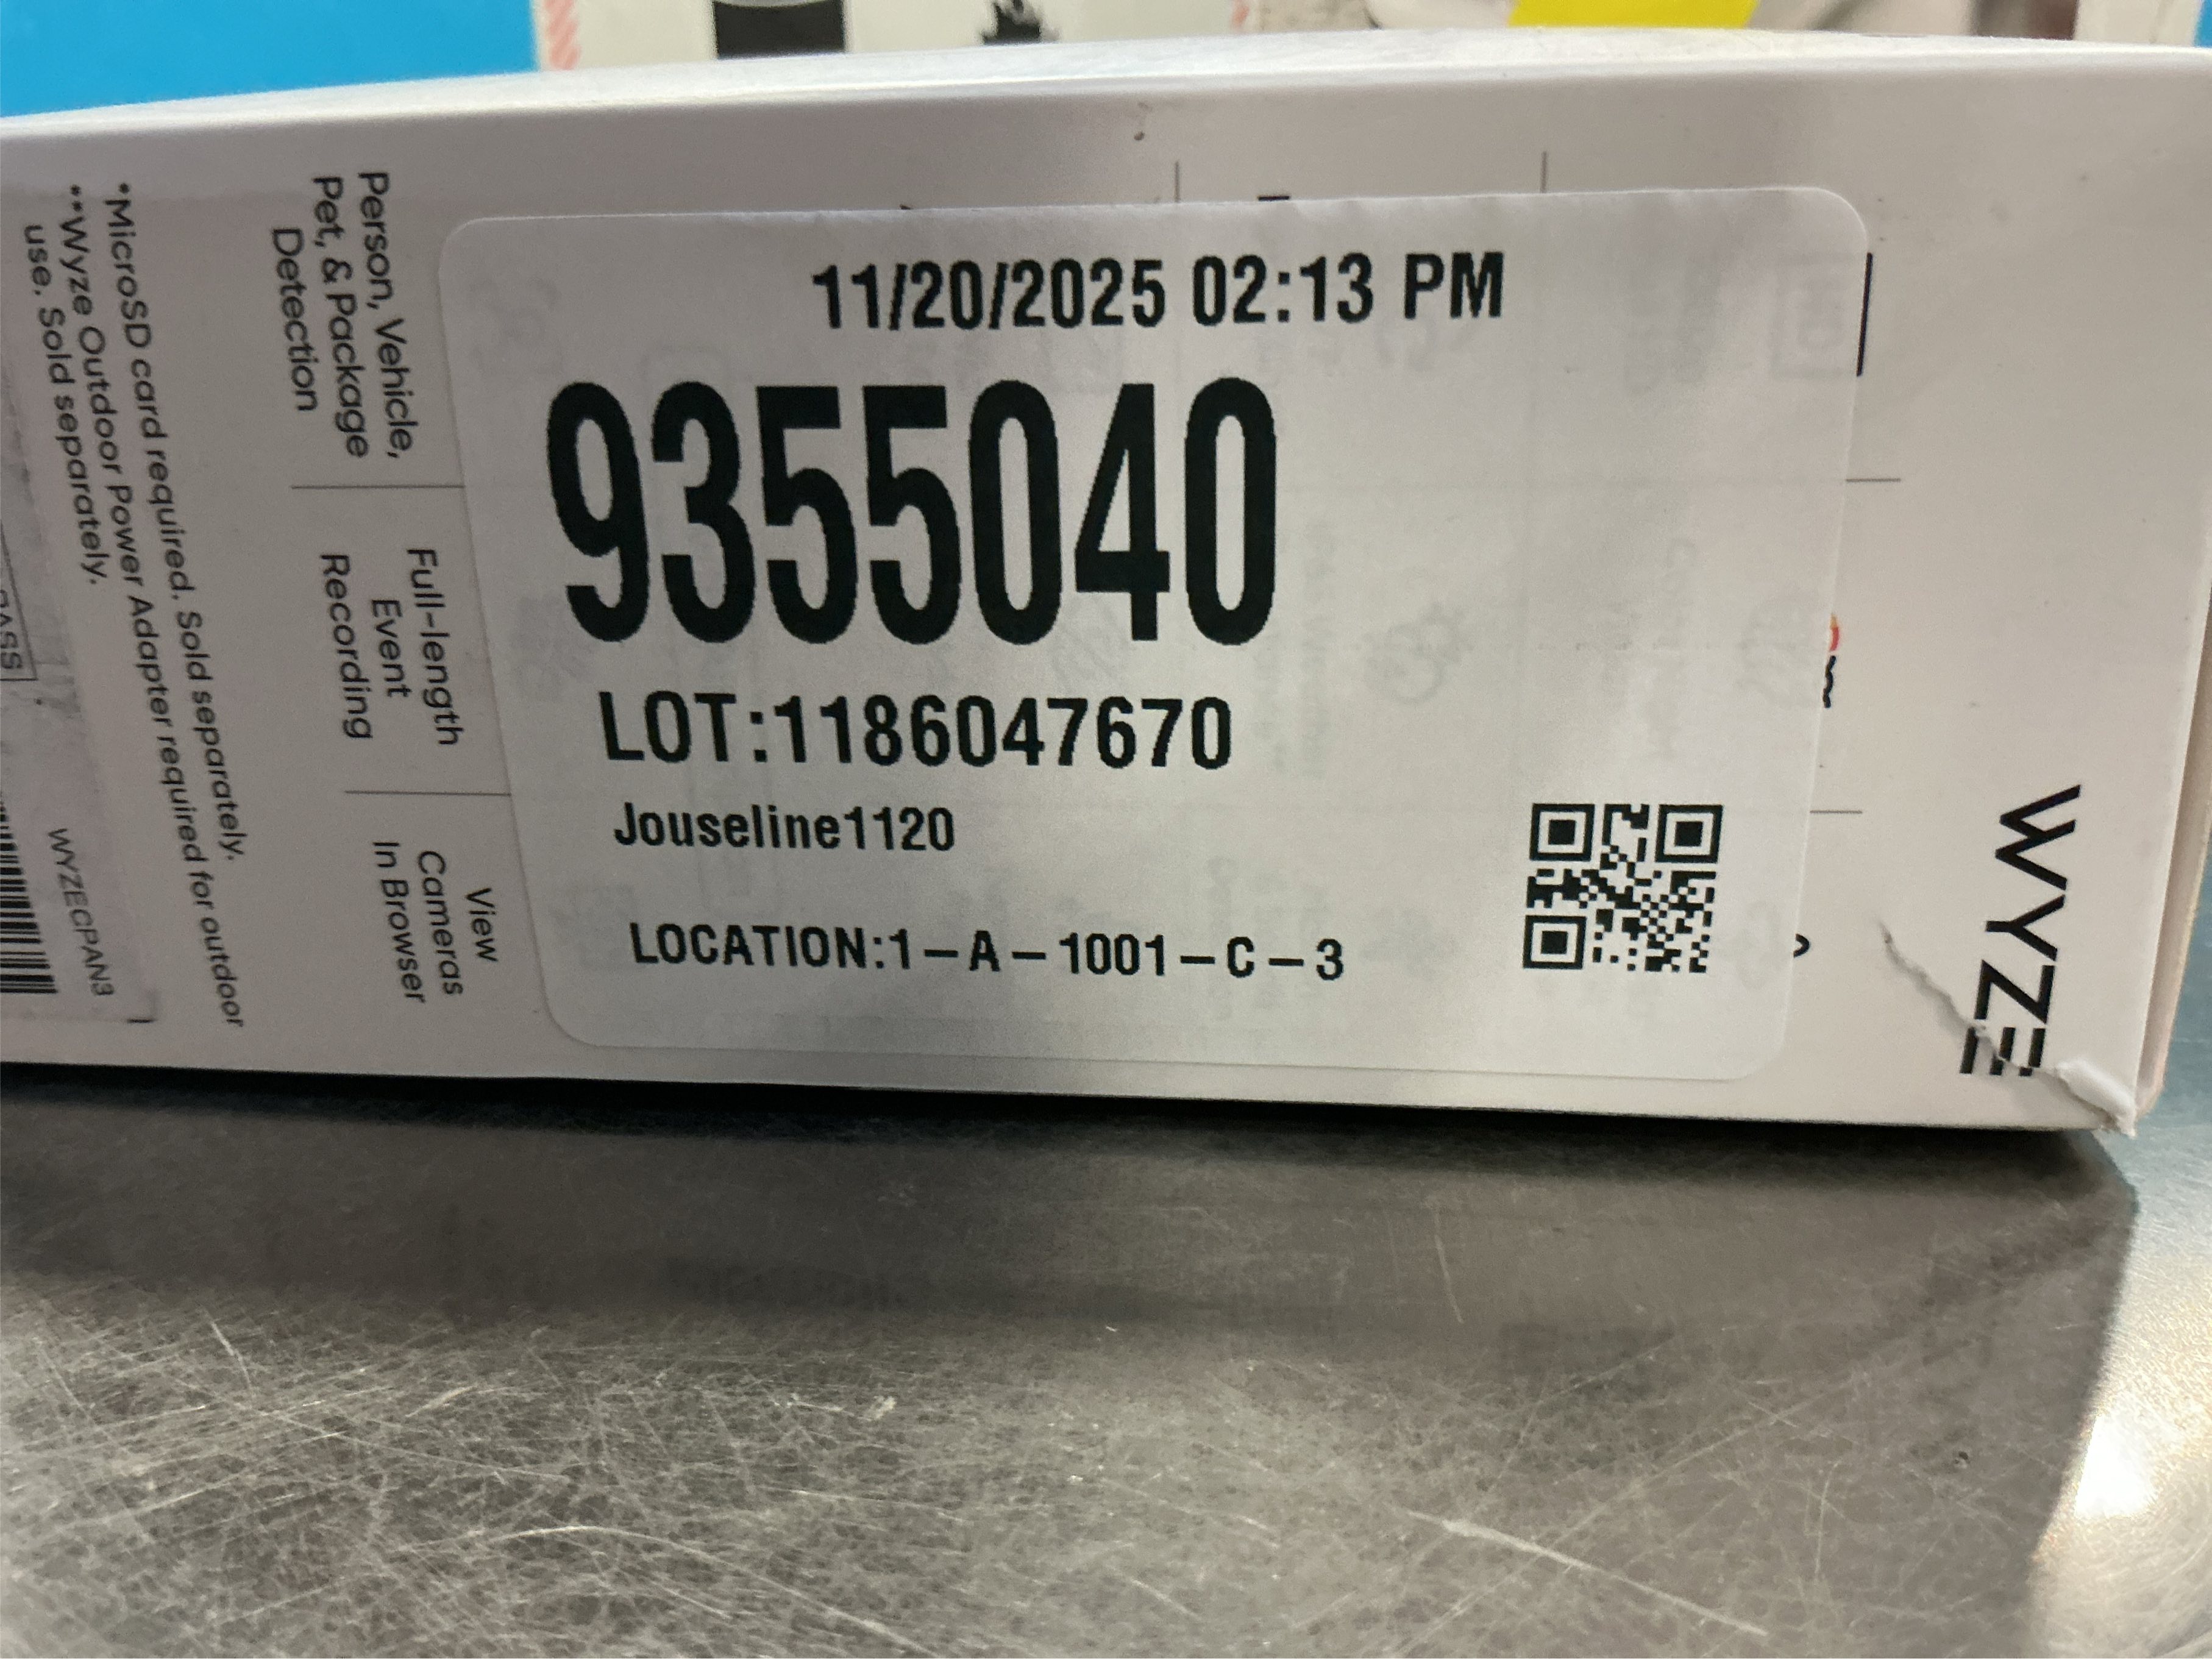 11/20/2025 02:13 PM
9355040
LOT:1186047670
Jouseline1120
LOCATION:1-A-1001-C-3
WYZE
Person, Vehicle,
Pet, & Package
Detection
Full-length
Event
Recording
View
Cameras
In Browser
*MicroSD card required. Sold separately.
**Wyze Outdoor Power Adapter required for outdoor
use. Sold separately.
WYZECPAN3